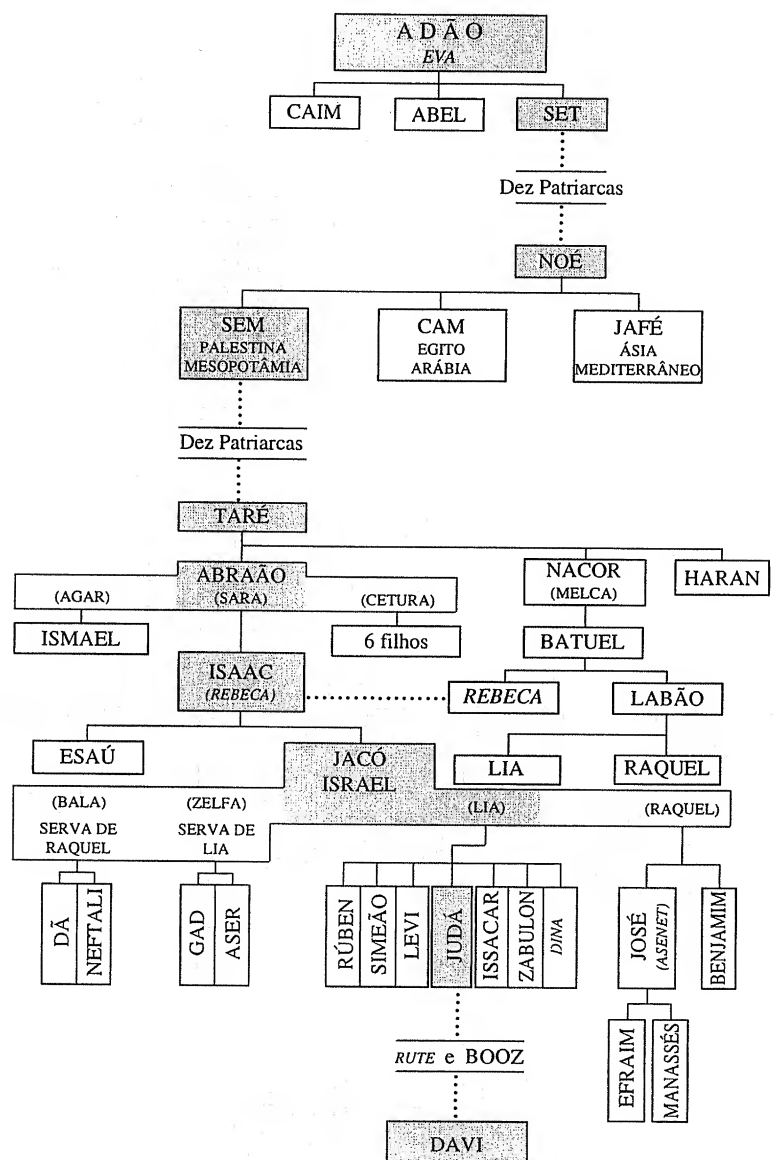 ADÃO
EVA
CAIM ABEL SET
Dez Patriarcas
NOÉ
SEM
PALESTINA
MESOPOTÂMIA
CAM
EGITO
ARÁBIA
JAFÉ
ÁSIA
MEDITERRÂNEO
Dez Patriarcas
TARÉ
ABRAÃO
(SARA)
(AGAR)
(CETURA)
NACOR
(MELCA)
HARAN
ISMAEL
6 filhos
BATUEL
ISAAC
(REBECA)
REBECA
LABÃO
ESAÚ
JACÓ
ISRAEL
LIA
RAQUEL
(BALA)
SERVA DE
RAQUEL
(ZELFA)
SERVA DE
LIA
(LIA)
(RAQUEL)
DÃ
NEFTALI
GAD
ASER
RÚBEN
SIMEÃO
LEVI
JUDÁ
ISSACAR
ZABULON
DINA
JOSÉ
(ASENET)
BENJAMIM
EFRAIM
MANASSÉS
RUTE e BOOZ
DAVI